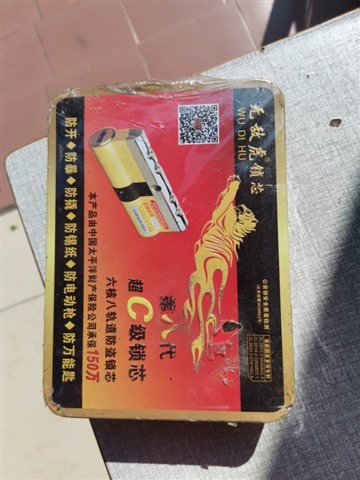 无敌虎锁芯®
WU DI HU
第八代
超C级锁芯
六核八轨道防盗锁芯
本产品由中国太平洋财产保险公司承保150万
防开◆防暴◆防撬◆防锡纸◆防电动枪◆防万能匙